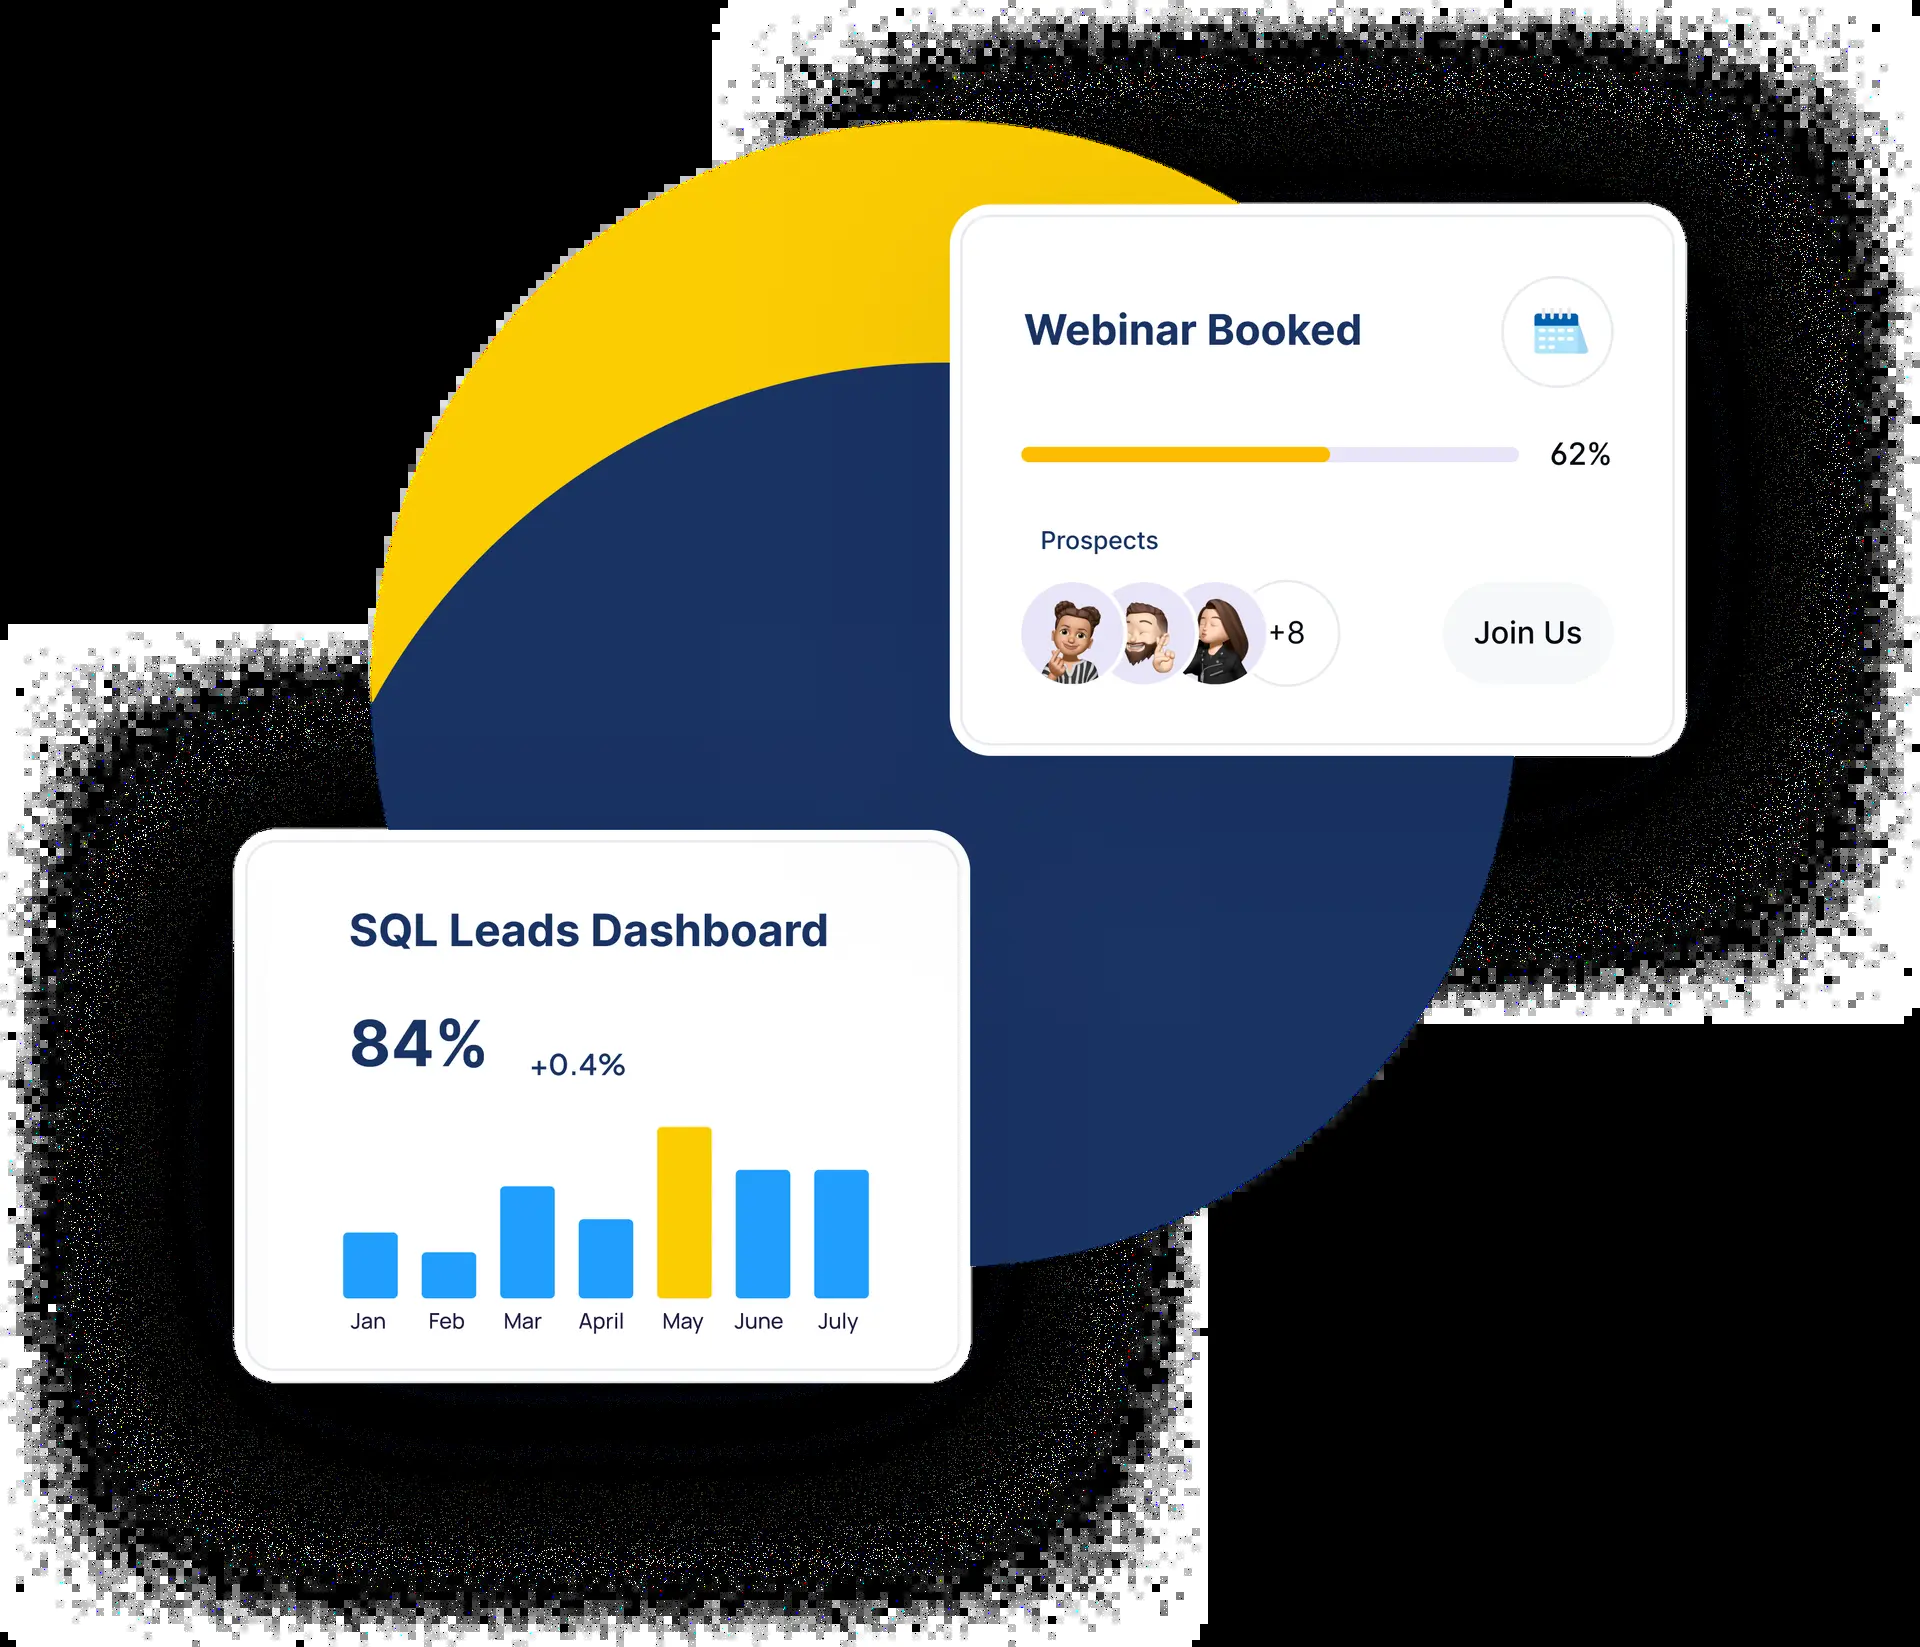 Webinar Booked
62%
Prospects
+8
Join Us
SQL Leads Dashboard
84% +0.4%
Jan Feb Mar April May June July